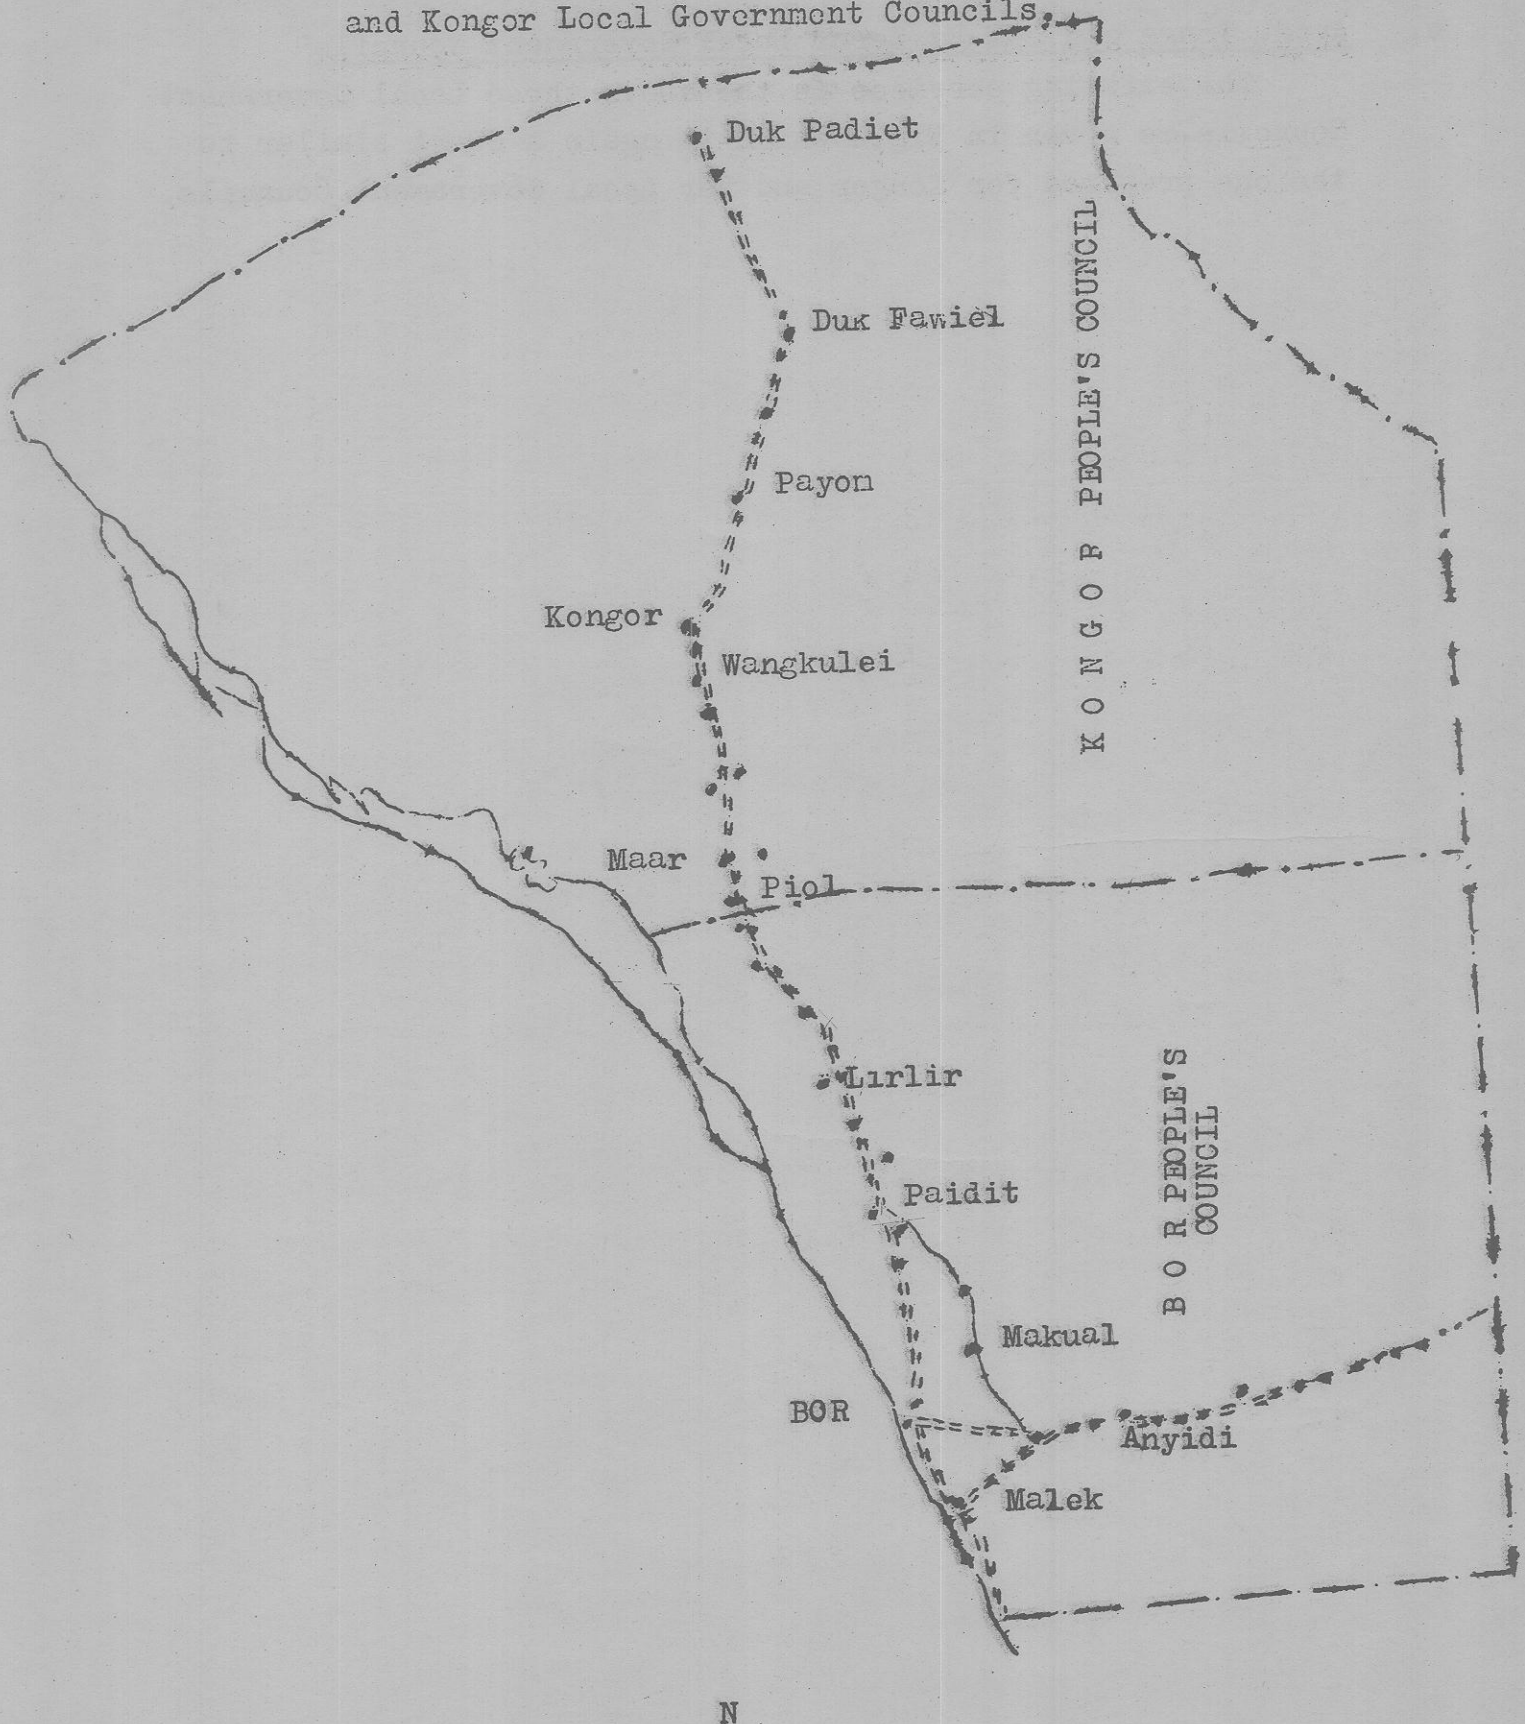 and Kongor Local Government Councils.
Duk Padiet
Duk Fawiel
KONGOR PEOPLE'S COUNCIL
Payon
Kongor
Wangkulei
Maar
Piol
Lirlir
BOR PEOPLE'S
COUNCIL
Paidit
Makual
BOR
Anyidi
Malek
N